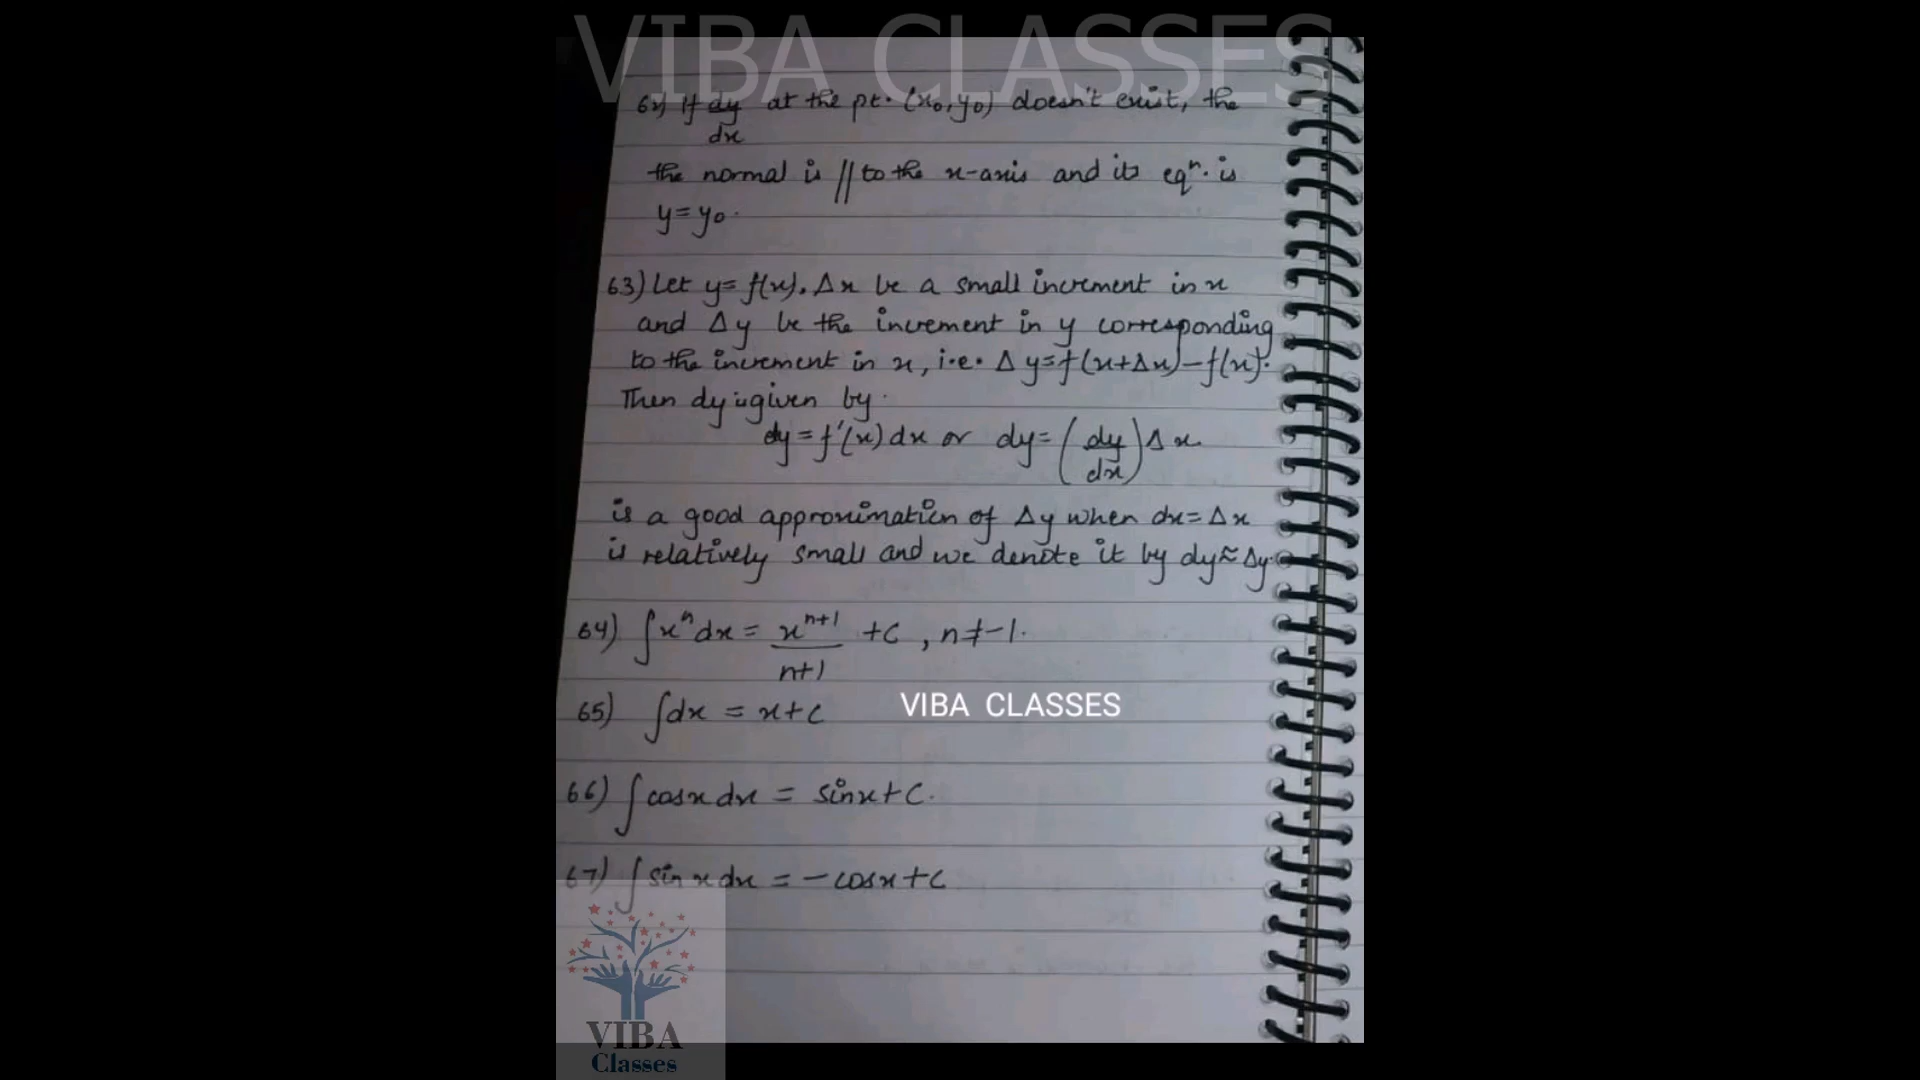 VIBA CLASSES
62) If dy/dx at the pt. (x₀, y₀) doesn't exist, the
the normal is || to the x-axis and its eqⁿ. is
y = y₀.
63) Let y = f(x). Δx be a small increment in x
and Δy be the increment in y corresponding
to the increment in x, i.e. Δy = f(x+Δx) – f(x).
Then dy is given by.
dy = f'(x) dx or dy = (dy/dx) Δx
is a good approximation of Δy when dx = Δx
is relatively small and we denote it by dy ≈ Δy.
64) ∫xⁿ dx = xⁿ⁺¹/n+1 + C , n ≠ -1.
65) ∫dx = x + C
VIBA CLASSES
66) ∫cosx dx = sinx + C.
67) ∫sin x dx = - cosx + C
VIBA
Classes